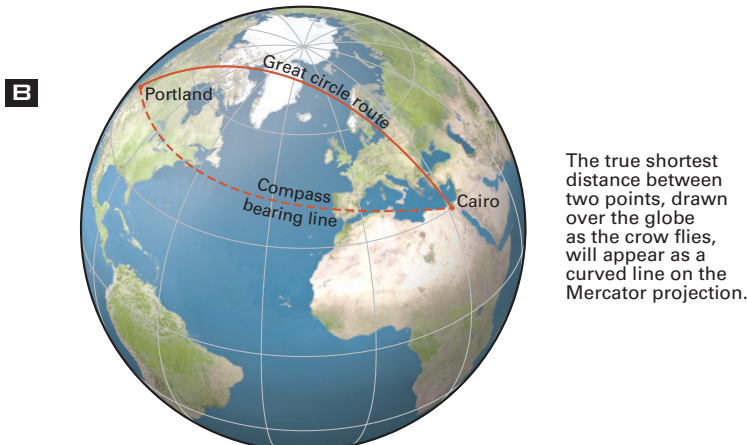 B
Great circle route
Portland
Compass
bearing line
Cairo
The true shortest
distance between
two points, drawn
over the globe
as the crow flies,
will appear as a
curved line on the
Mercator projection.